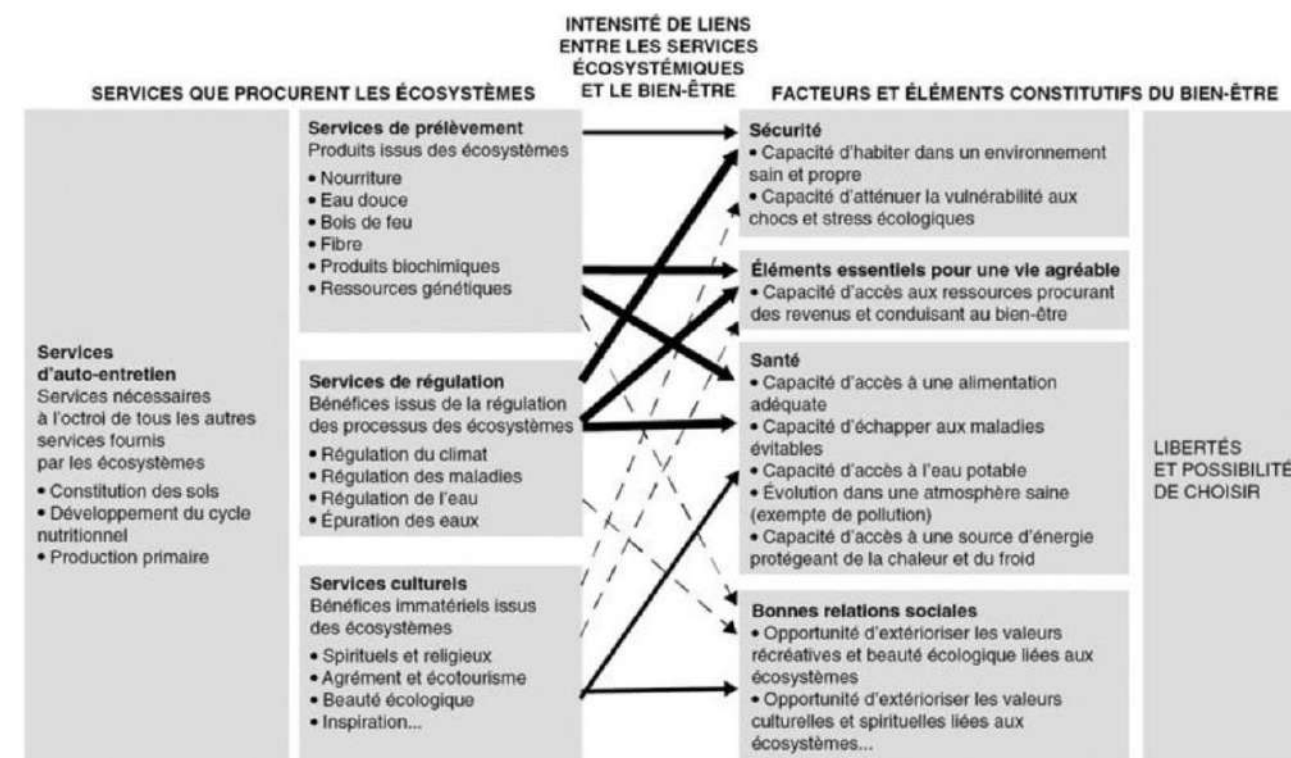 INTENSITÉ DE LIENS
ENTRE LES SERVICES
ÉCOSYSTÉMIQUES
ET LE BIEN-ÊTRE
SERVICES QUE PROCURENT LES ÉCOSYSTÈMES
FACTEURS ET ÉLÉMENTS CONSTITUTIFS DU BIEN-ÊTRE
Services
d'auto-entretien
Services nécessaires
à l'octroi de tous les autres
services fournis
par les écosystèmes
• Constitution des sols
• Développement du cycle
nutritionnel
• Production primaire
Services de prélèvement
Produits issus des écosystèmes
• Nourriture
• Eau douce
• Bois de feu
• Fibre
• Produits biochimiques
• Ressources génétiques
Services de régulation
Bénéfices issus de la régulation
des processus des écosystèmes
• Régulation du climat
• Régulation des maladies
• Régulation de l'eau
• Épuration des eaux
Services culturels
Bénéfices immatériels issus
des écosystèmes
• Spirituels et religieux
• Agrément et écotourisme
• Beauté écologique
• Inspiration...
Sécurité
• Capacité d'habiter dans un environnement
sain et propre
• Capacité d'atténuer la vulnérabilité aux
chocs et stress écologiques
Éléments essentiels pour une vie agréable
• Capacité d'accès aux ressources procurant
des revenus et conduisant au bien-être
Santé
• Capacité d'accès à une alimentation
adéquate
• Capacité d'échapper aux maladies
évitables
• Capacité d'accès à l'eau potable
• Évolution dans une atmosphère saine
(exempte de pollution)
• Capacité d'accès à une source d'énergie
protégeant de la chaleur et du froid
Bonnes relations sociales
• Opportunité d'extérioriser les valeurs
récréatives et beauté écologique liées aux
écosystèmes
• Opportunité d'extérioriser les valeurs
culturelles et spirituelles liées aux
écosystèmes...
LIBERTÉS
ET POSSIBILITÉ
DE CHOISIR